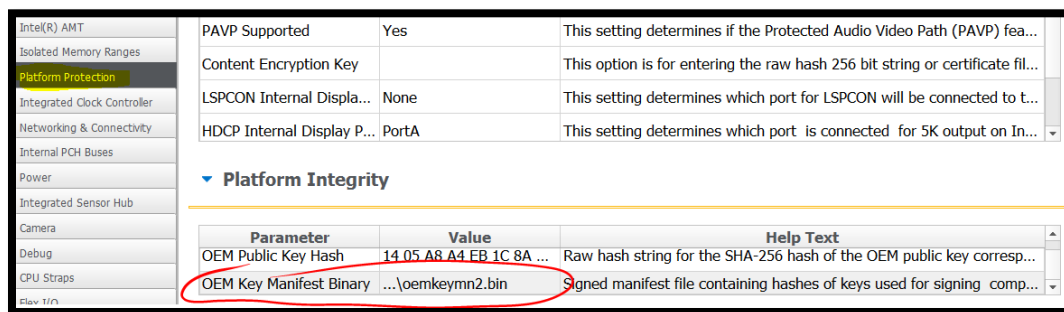 Intel(R) AMT
Isolated Memory Ranges
Platform Protection
Integrated Clock Controller
Networking & Connectivity
Internal PCH Buses
Power
Integrated Sensor Hub
Camera
Debug
CPU Straps
Flex I/O
PAVP Supported Yes This setting determines if the Protected Audio Video Path (PAVP) fea...
Content Encryption Key This option is for entering the raw hash 256 bit string or certificate fil...
LSPCON Internal Displa... None This setting determines which port for LSPCON will be connected to t...
HDCP Internal Display P... PortA This setting determines which port is connected for 5K output on In...
Platform Integrity
Parameter Value Help Text
OEM Public Key Hash 14 05 A8 A4 EB 1C 8A ... Raw hash string for the SHA-256 hash of the OEM public key corresp...
OEM Key Manifest Binary ...\oemkeymn2.bin Signed manifest file containing hashes of keys used for signing comp...